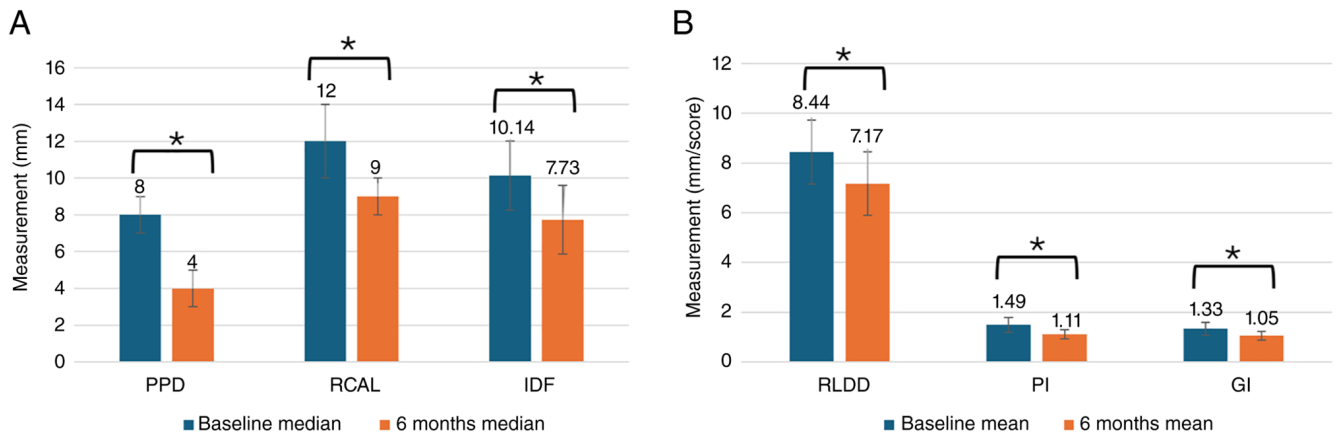 A
Measurement (mm)
16
14
12
10
8
6
4
2
0
*
8
4
*
12
9
*
10.14
7.73
PPD
RCAL
IDF
Baseline median
6 months median
B
Measurement (mm/score)
12
10
8
6
4
2
0
*
8.44
7.17
*
1.49
1.11
*
1.33
1.05
RLDD
PI
GI
Baseline mean
6 months mean